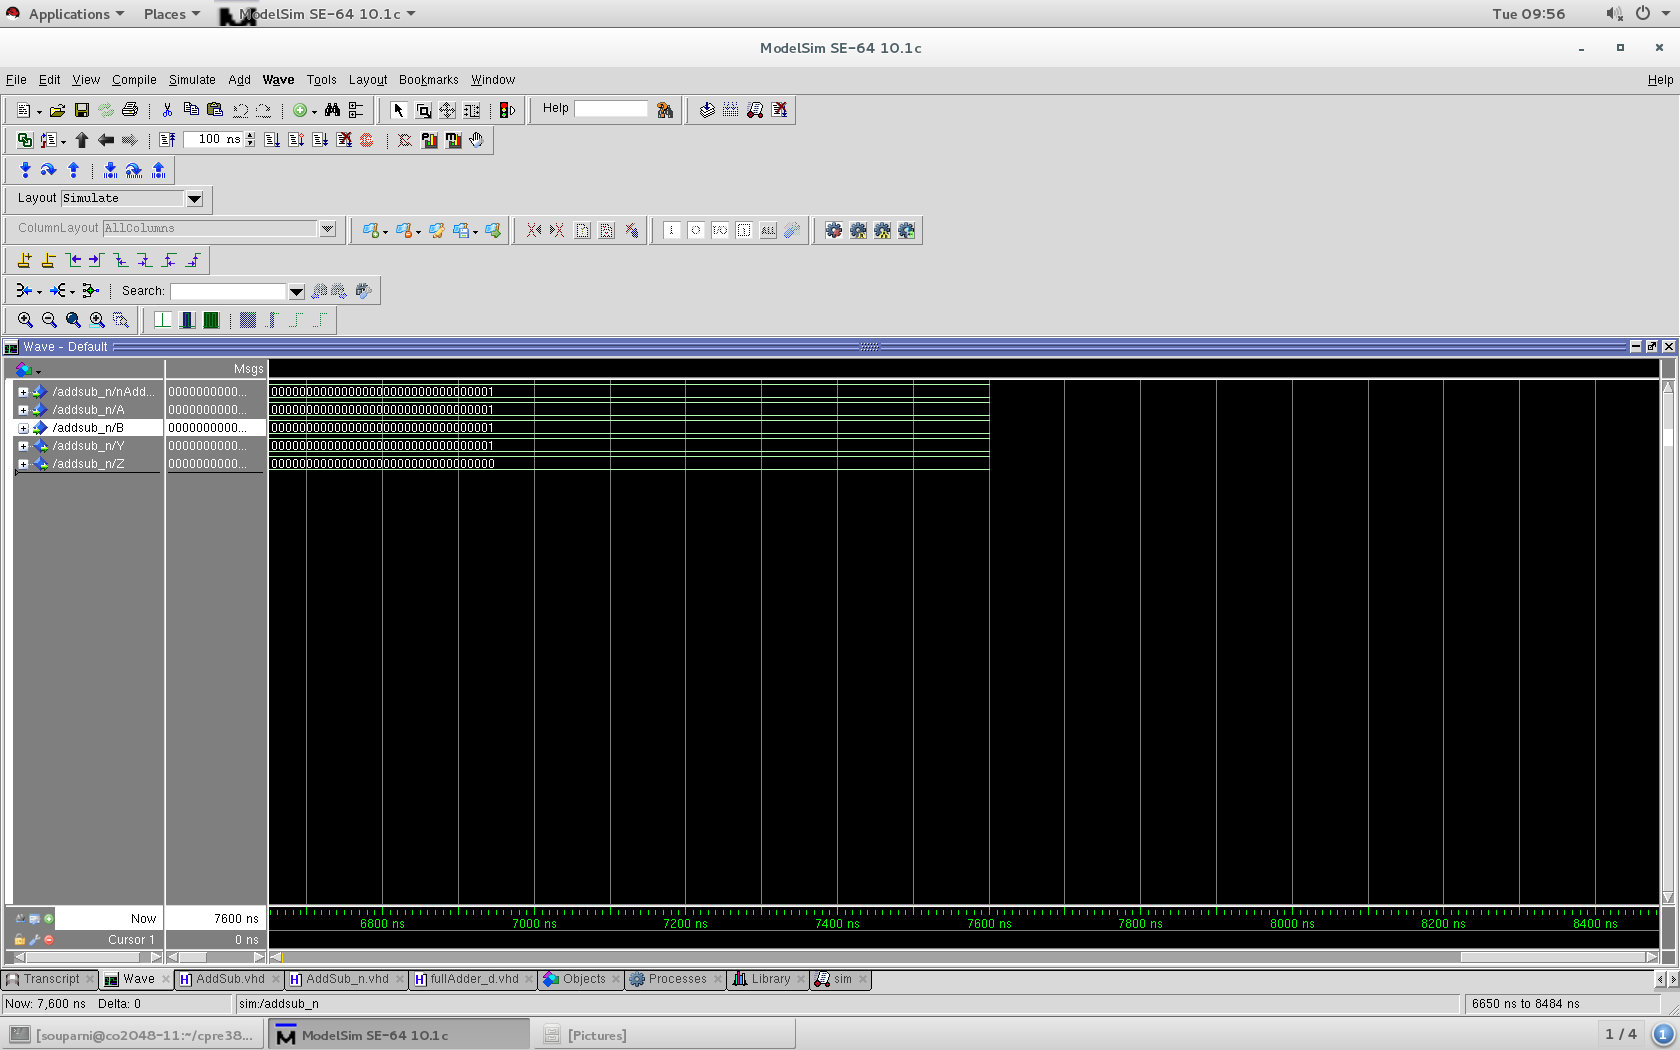 Applications Places ModelSim SE-64 10.1c Tue 09:56
ModelSim SE-64 10.1c
File Edit View Compile Simulate Add Wave Tools Layout Bookmarks Window Help
Help
100 ns
Layout Simulate
ColumnLayout AllColumns
Search:
Wave - Default
Msgs
/addsub_n/nAdd... 0000000000... 00000000000000000000000000000001
/addsub_n/A 0000000000... 00000000000000000000000000000001
/addsub_n/B 0000000000... 00000000000000000000000000000001
/addsub_n/Y 0000000000... 00000000000000000000000000000001
/addsub_n/Z 0000000000... 00000000000000000000000000000000
Now 7600 ns 6800 ns 7000 ns 7200 ns 7400 ns 7600 ns 7800 ns 8000 ns 8200 ns 8400 ns
Cursor 1 0 ns
Transcript Wave AddSub.vhd AddSub_n.vhd fullAdder_d.vhd Objects Processes Library sim
Now: 7,600 ns Delta: 0 sim:/addsub_n 6650 ns to 8484 ns
[souparni@co2048-11:~/cpre38... ModelSim SE-64 10.1c [Pictures] 1 / 4 1